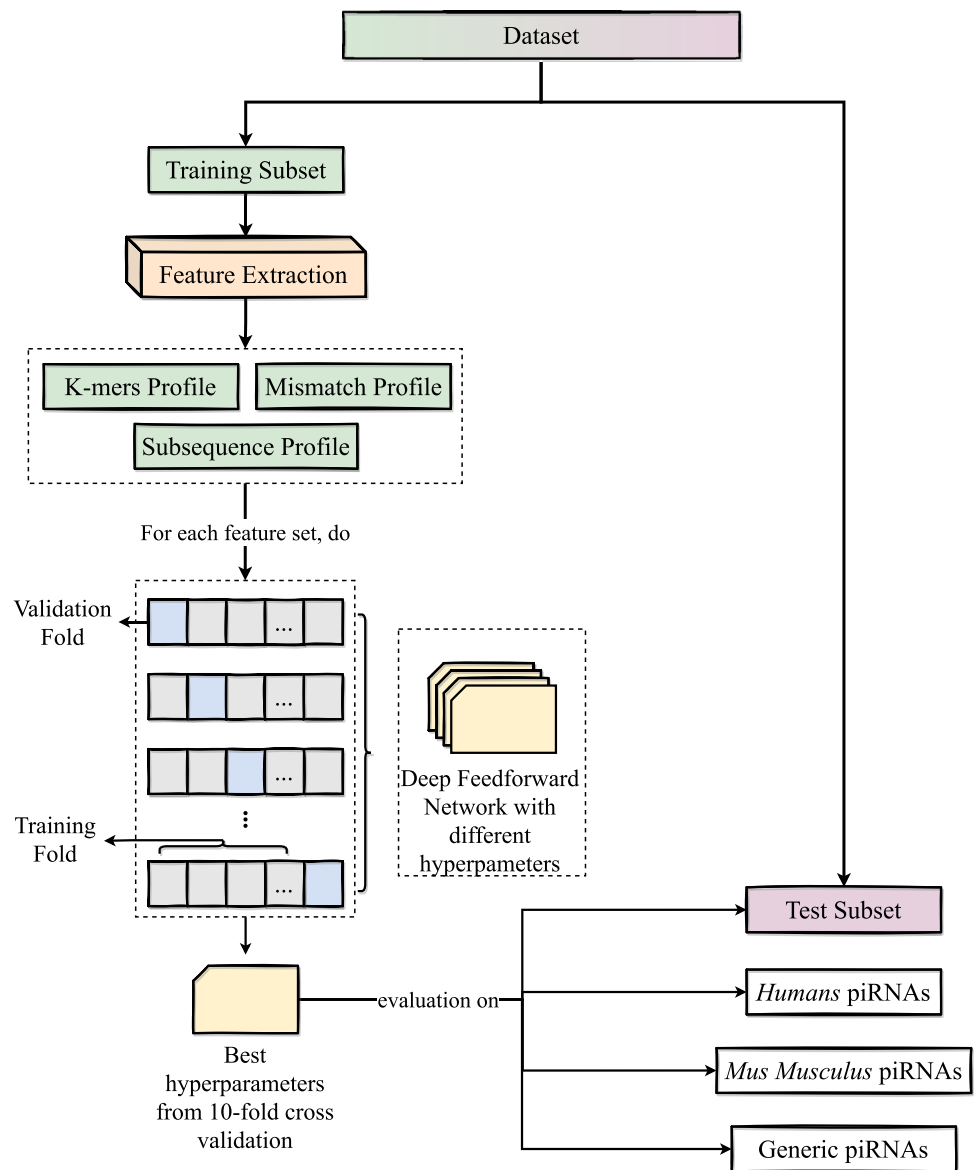 Dataset
Training Subset
Feature Extraction
K-mers Profile
Mismatch Profile
Subsequence Profile
For each feature set, do
Validation
Fold
...
...
...
Training
Fold
...
Deep Feedforward
Network with
different
hyperpameters
Test Subset
evaluation on
Humans piRNAs
Mus Musculus piRNAs
Generic piRNAs
Best
hyperparameters
from 10-fold cross
validation